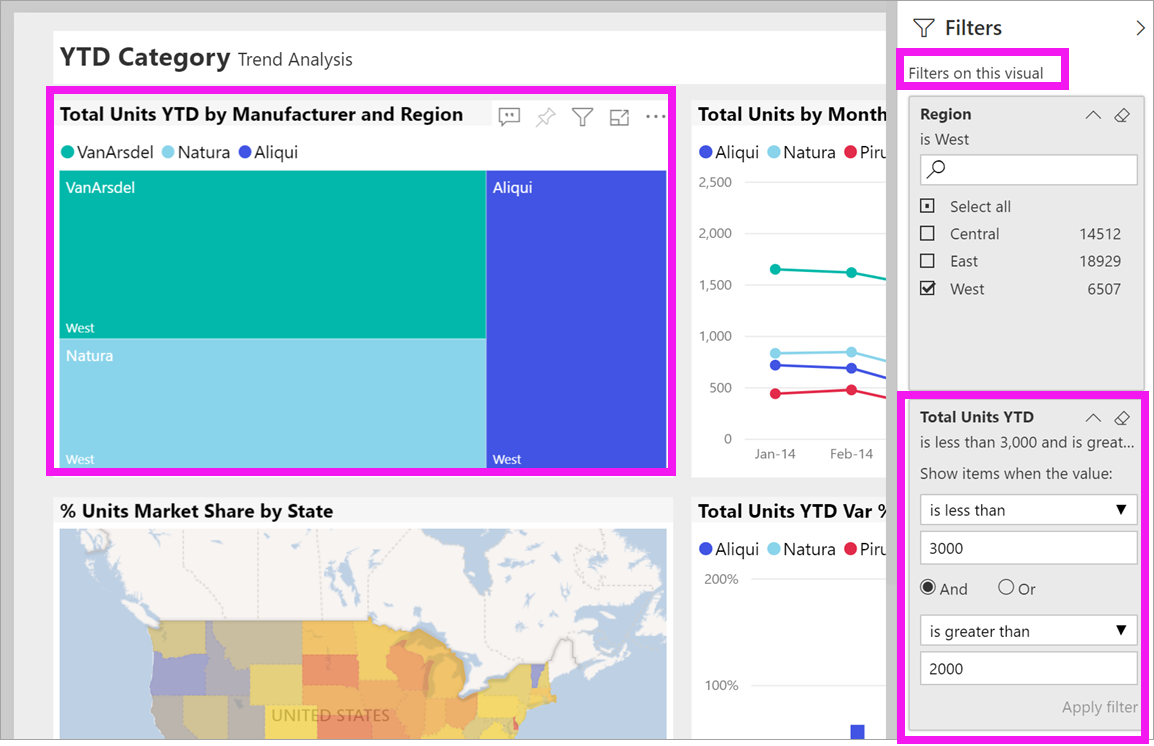 YTD Category Trend Analysis
Total Units YTD by Manufacturer and Region
VanArsdel Natura Aliqui
VanArsdel
West
Natura
West
Aliqui
West
Total Units by Month
Aliqui Natura Piru
2,500
2,000
1,500
1,000
500
0
Jan-14 Feb-14
% Units Market Share by State
UNITED STATES
Total Units YTD Var %
Aliqui Natura Piru
200%
100%
Filters
Filters on this visual
Region
is West
Select all
Central 14512
East 18929
West 6507
Total Units YTD
is less than 3,000 and is great...
Show items when the value:
is less than
3000
And Or
is greater than
2000
Apply filter